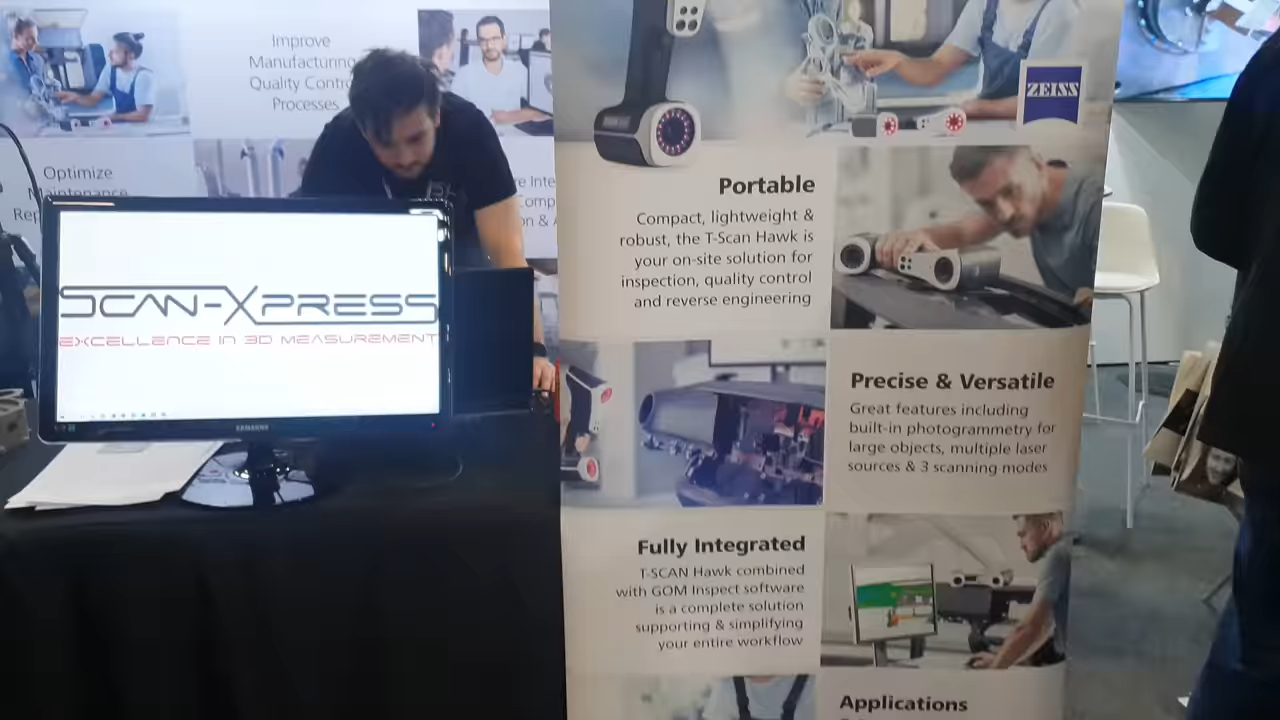 Improve
Manufacturing
Quality Contro
Processes
Optimize
Maintenance
SCAN-XPRESS
EXCELLENCE IN 3D MEASUREMENT
SAMSUNG
ZEISS
Portable
Compact, lightweight &
robust, the T-Scan Hawk is
your on-site solution for
inspection, quality control
and reverse engineering
Precise & Versatile
Great features including
built-in photogrammetry for
large objects, multiple laser
sources & 3 scanning modes
Fully Integrated
T-SCAN Hawk combined
with GOM Inspect software
is a complete solution
supporting & simplifying
your entire workflow
Applications